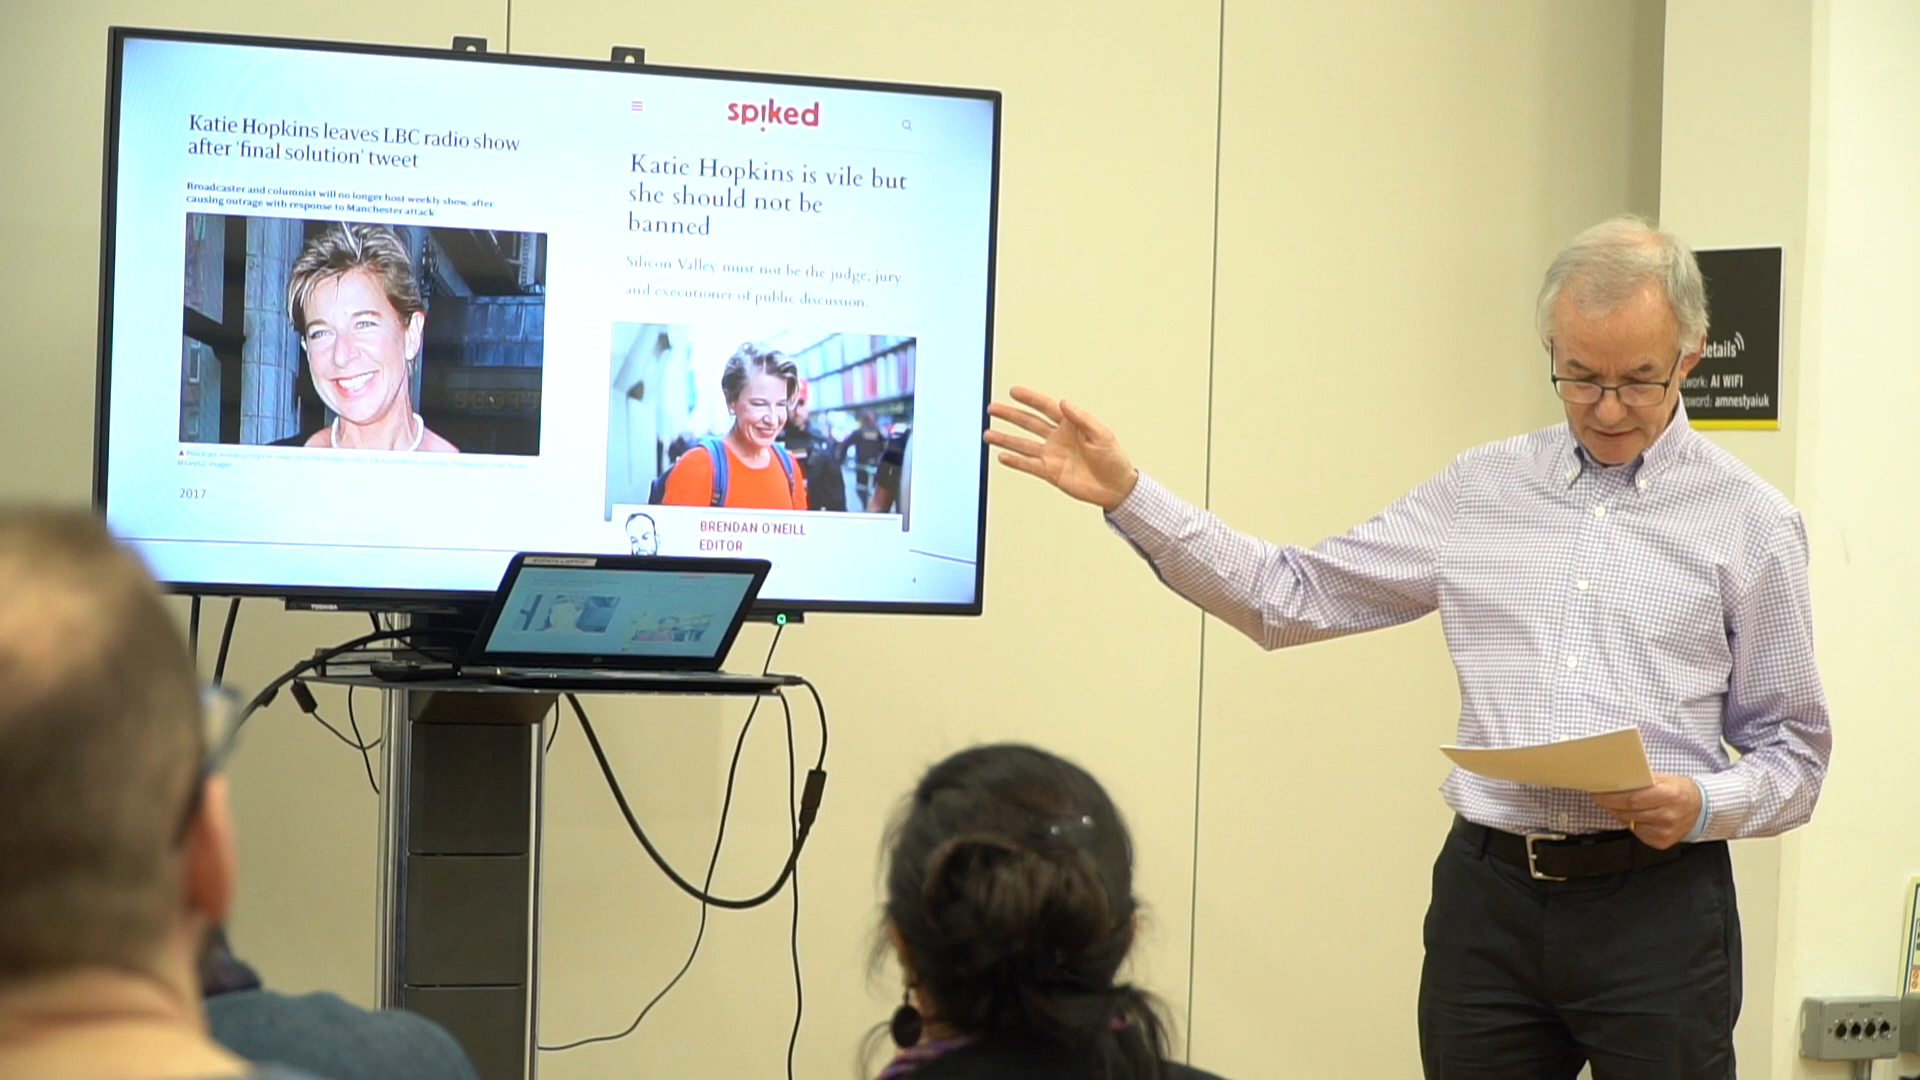 Katie Hopkins leaves LBC radio show
after 'final solution' tweet
Broadcaster and columnist will no longer host weekly show, after
causing outrage with response to Manchester attack
2017
spiked
Katie Hopkins is vile but
she should not be
banned
Silicon Valley must not be the judge, jury
and executioner of public discussion.
BRENDAN O'NEILL
EDITOR
4
TOSHIBA
details
AI WIFI
amnestyaiuk